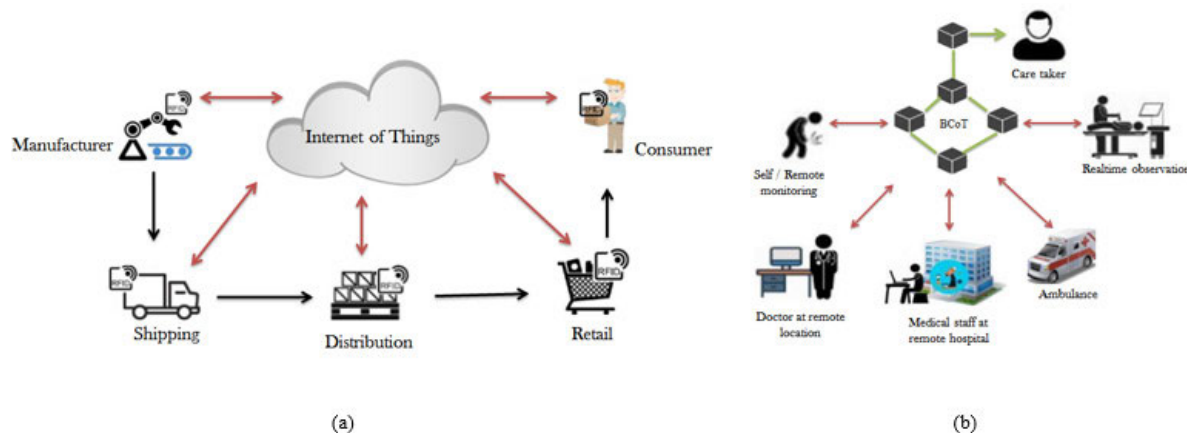 RFID
Manufacturer
Internet of Things
Consumer
RFID
Shipping
RFID
Distribution
RFID
Retail
(a)
Care taker
BCoT
Self / Remote
monitoring
Realtime observation
Doctor at remote
location
Medical staff at
remote hospital
Ambulance
(b)